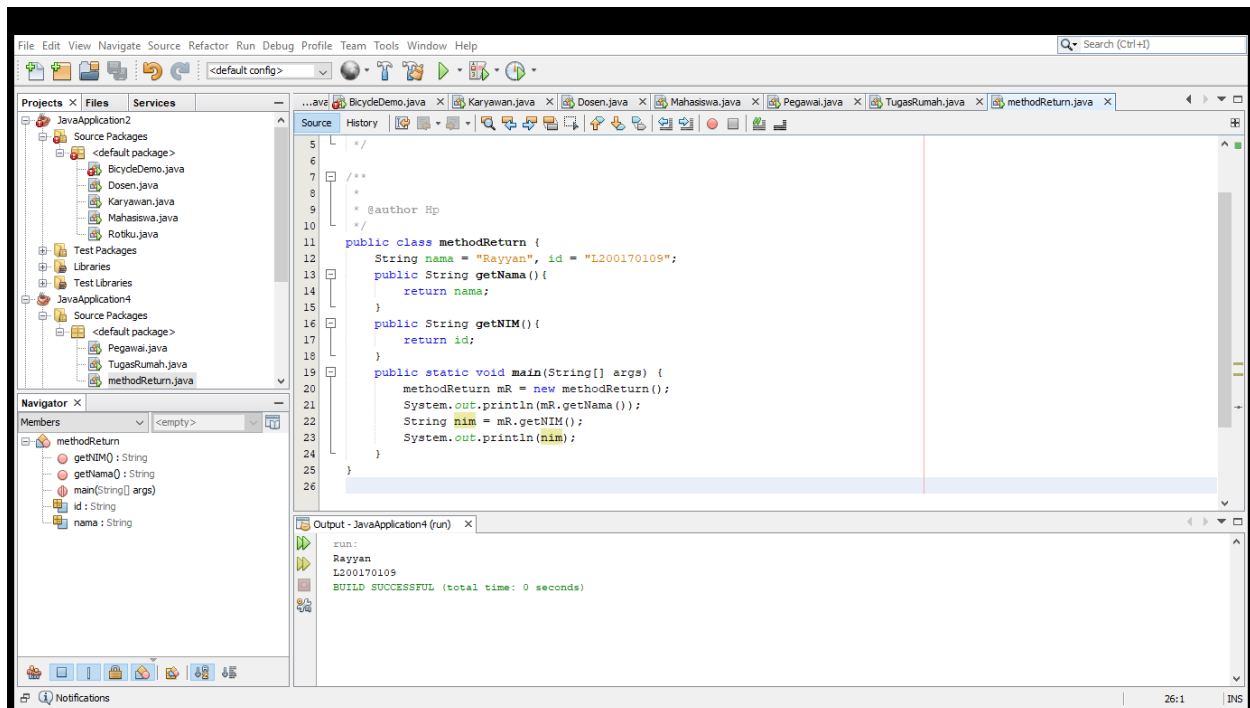 File Edit View Navigate Source Refactor Run Debug Profile Team Tools Window Help
Search (Ctrl+I)
<default config>
Projects × Files Services
...ava BicycleDemo.java × Karyawan.java × Dosen.java × Mahasiswa.java × Pegawai.java × TugasRumah.java × methodReturn.java ×
Source History
JavaApplication2
Source Packages
<default package>
BicycleDemo.java
Dosen.java
Karyawan.java
Mahasiswa.java
Rotiku.java
Test Packages
Libraries
Test Libraries
JavaApplication4
Source Packages
<default package>
Pegawai.java
TugasRumah.java
methodReturn.java
Navigator ×
Members <empty>
methodReturn
getNIM() : String
getNama() : String
main(String[] args)
id : String
nama : String
5 */
6
7 /**
8 *
9 * @author Hp
10 */
11 public class methodReturn {
12 String nama = "Rayyan", id = "L200170109";
13 public String getNama(){
14 return nama;
15 }
16 public String getNIM(){
17 return id;
18 }
19 public static void main(String[] args) {
20 methodReturn mR = new methodReturn();
21 System.out.println(mR.getNama());
22 String nim = mR.getNIM();
23 System.out.println(nim);
24 }
25 }
26
Output - JavaApplication4 (run) ×
run:
Rayyan
L200170109
BUILD SUCCESSFUL (total time: 0 seconds)
Notifications
26:1 INS